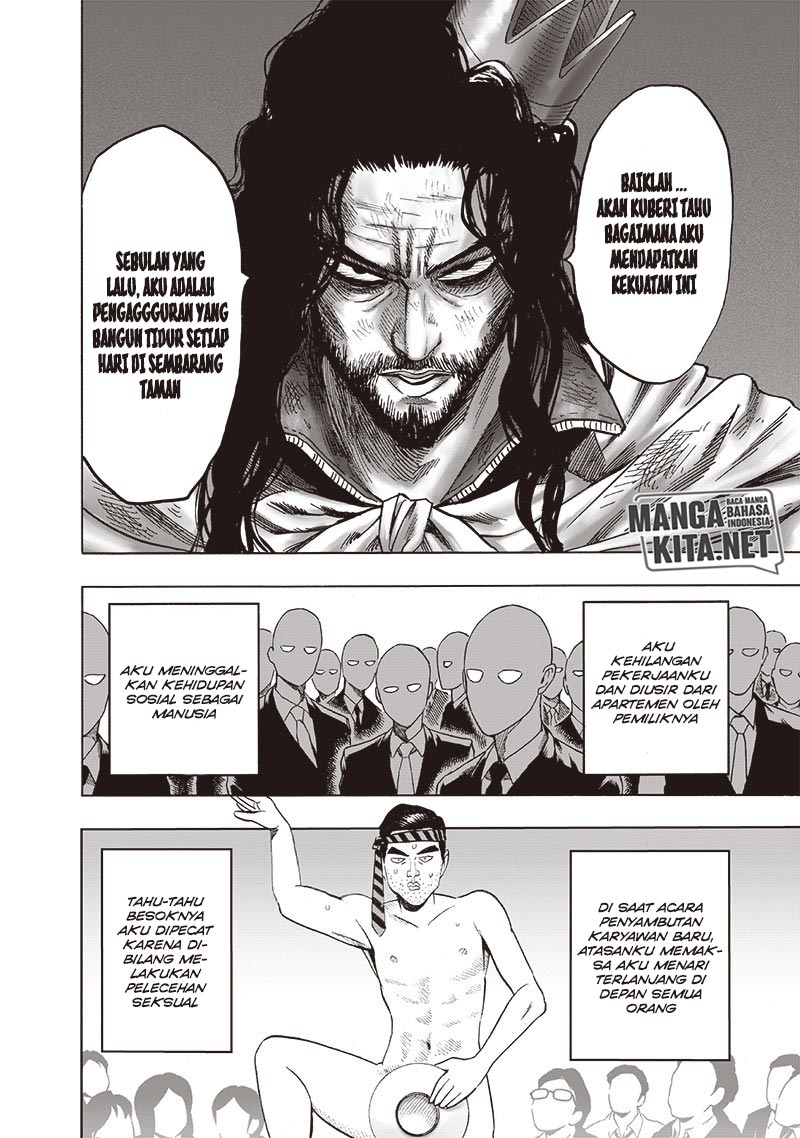 BAIKLAH ...
AKAN KUBERI TAHU
BAGAIMANA AKU
MENDAPATKAN
KEKUATAN INI
SEBULAN YANG
LALU, AKU ADALAH
PENGAGGGURAN YANG
BANGUN TIDUR SETIAP
HARI DI SEMBARANG
TAMAN
MANGA
BACA MANGA
BAHASA
INDONESIA
KITA.NET
AKU
KEHILANGAN
PEKERJAANKU
DAN DIUSIR DARI
APARTEMEN OLEH
PEMILIKNYA
AKU MENINGGAL-
KAN KEHIDUPAN
SOSIAL SEBAGAI
MANUSIA
DI SAAT ACARA
PENYAMBUTAN
KARYAWAN BARU,
ATASANKU MEMAK-
SA AKU MENARI
TERLANJANG DI
DEPAN SEMUA
ORANG
TAHU-TAHU
BESOKNYA
AKU DIPECAT
KARENA DI-
BILANG ME-
LAKUKAN
PELECEHAN
SEKSUAL